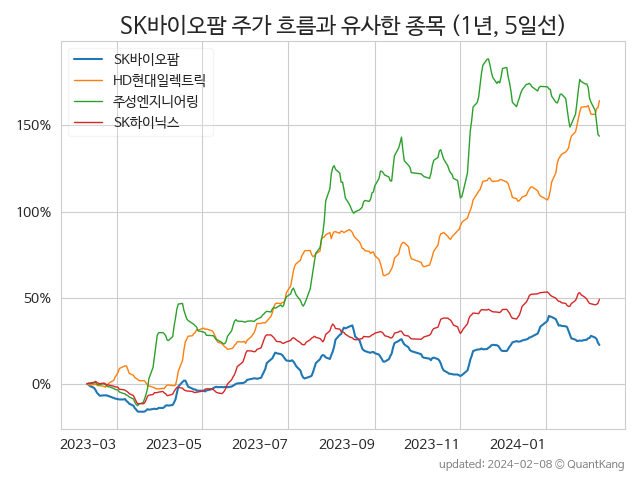 SK바이오팜 주가 흐름과 유사한 종목 (1년, 5일선)
SK바이오팜
HD현대일렉트릭
주성엔지니어링
SK하이닉스
150%
100%
50%
0%
2023-03 2023-05 2023-07 2023-09 2023-11 2024-01
updated: 2024-02-08 © QuantKang